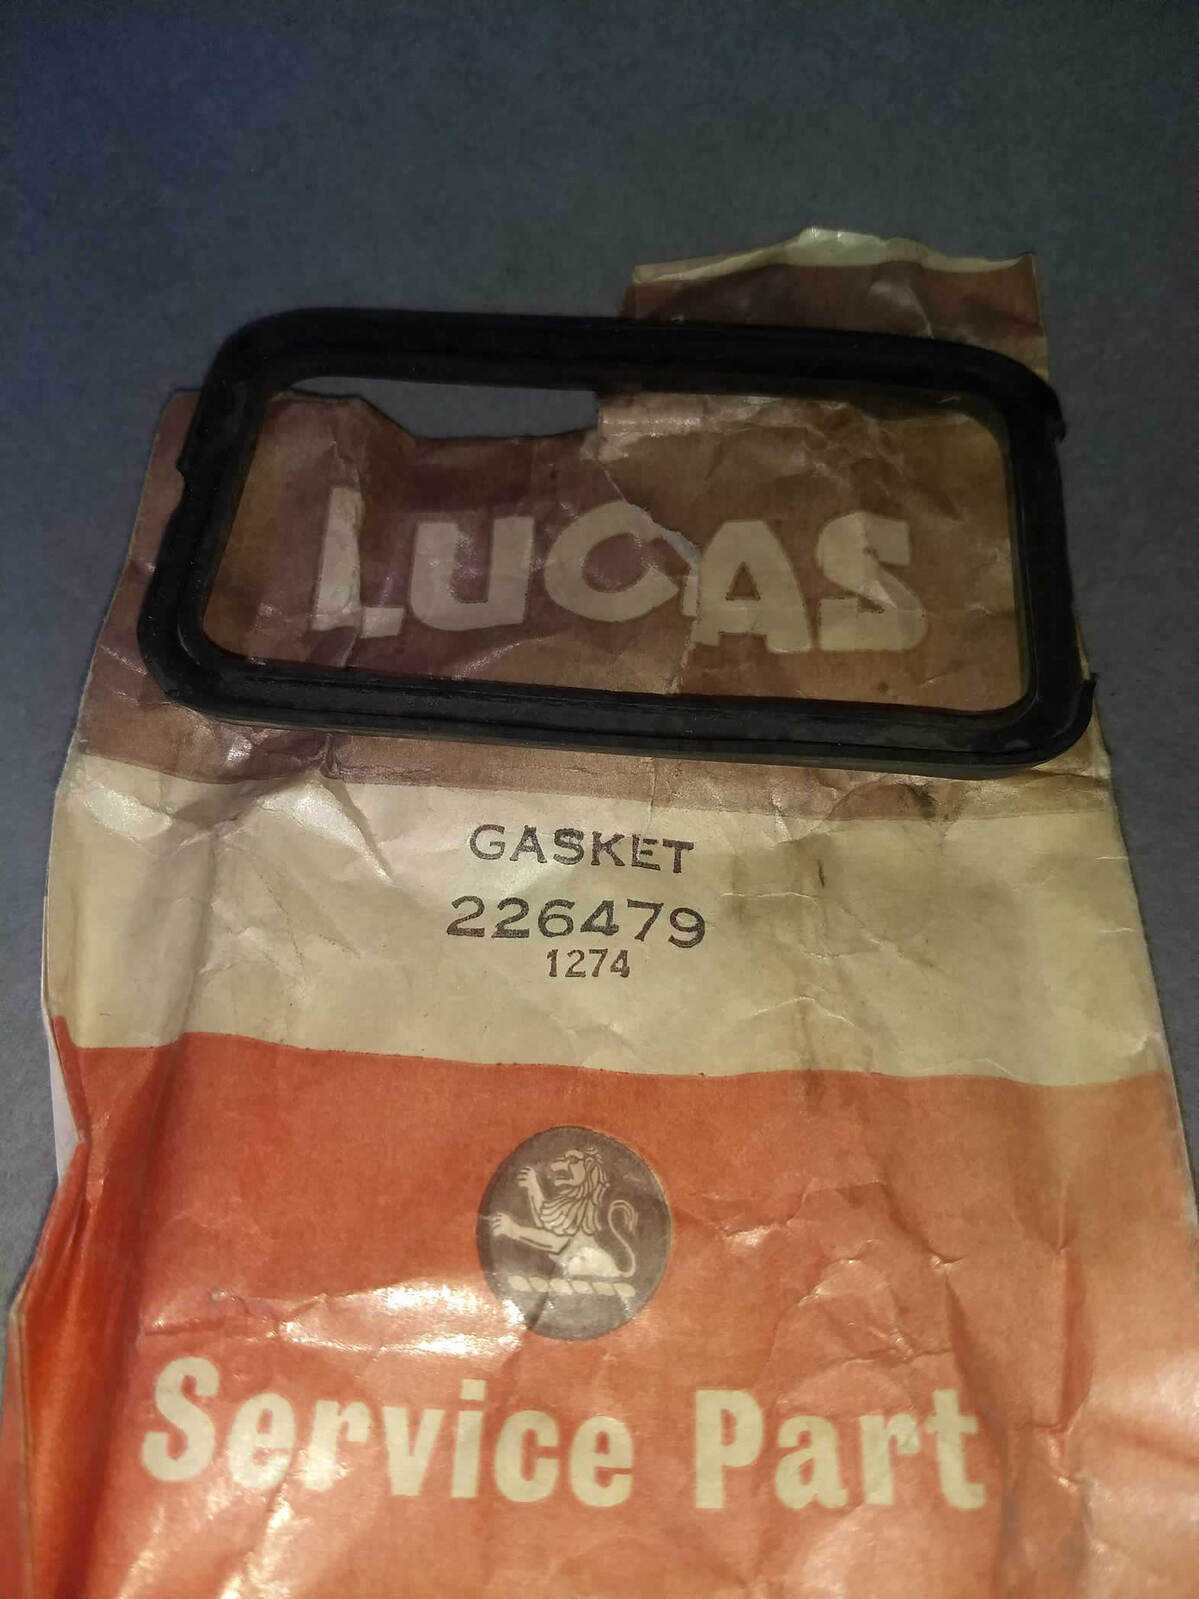 LUCAS
GASKET
226479
1274
Service Part